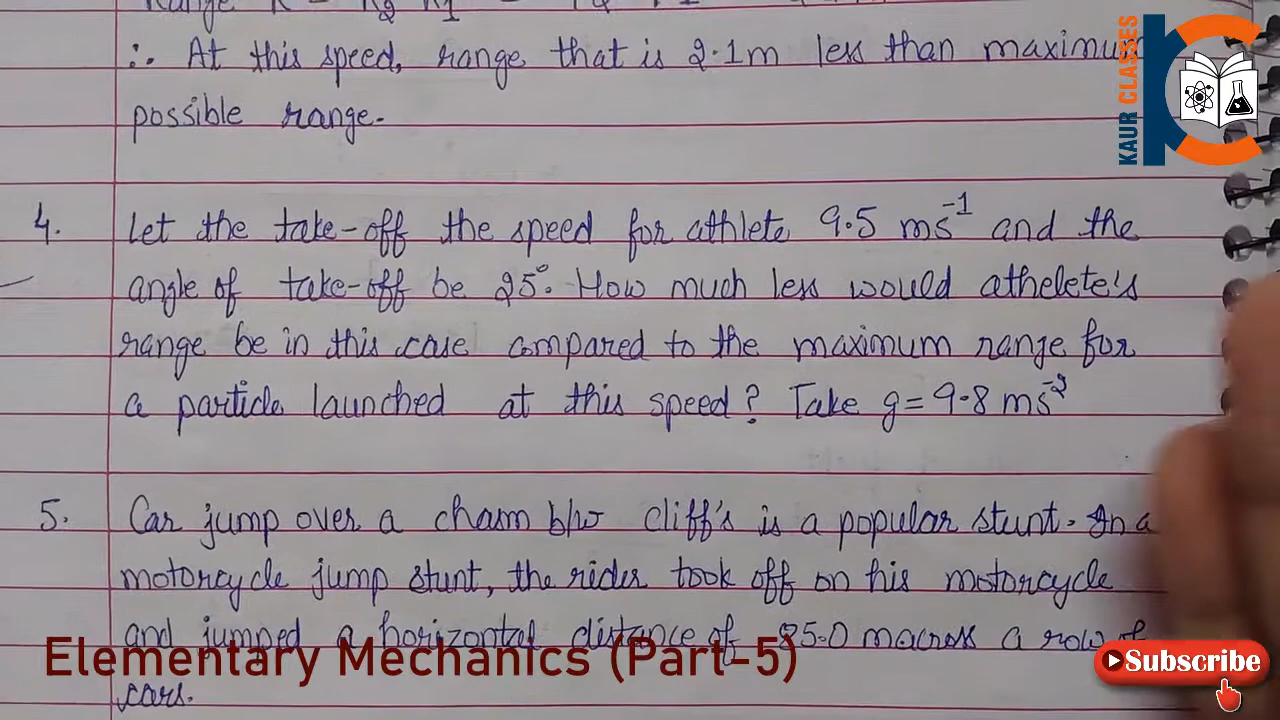 Range R =
∴ At this speed, range that is 2.1m less than maximum
possible range.
4. Let the take-off the speed for athlete 9.5 ms⁻¹ and the
angle of take-off be 25°. How much less would athelete's
range be in this case compared to the maximum range for
a particle launched at this speed? Take g = 9.8 ms⁻²
5. Car jump over a chasm b/w cliff's is a popular stunt. In a
motorcycle jump stunt, the rider took off on his motorcycle
and jumped a horizontal distance of 25.0 m across a row of
cars.
KAUR CLASSES
Elementary Mechanics (Part-5)
Subscribe